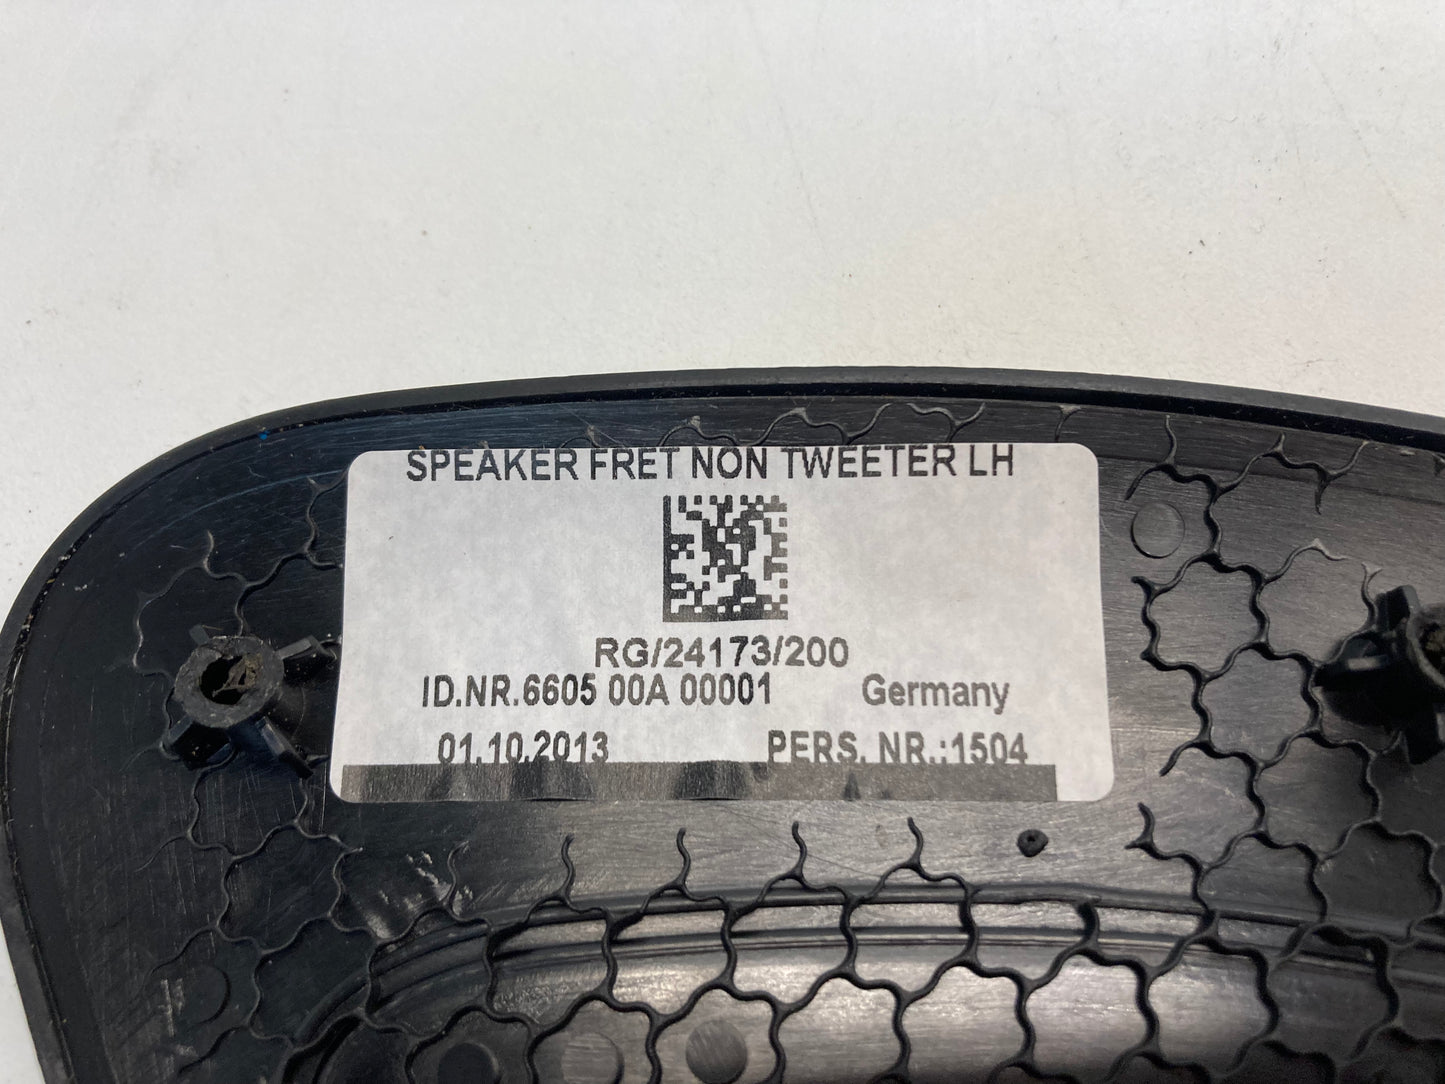 SPEAKER FRET NON TWEETER LH
RG/24173/200
ID.NR.6605 00A 00001 Germany
01.10.2013 PERS. NR.:1504